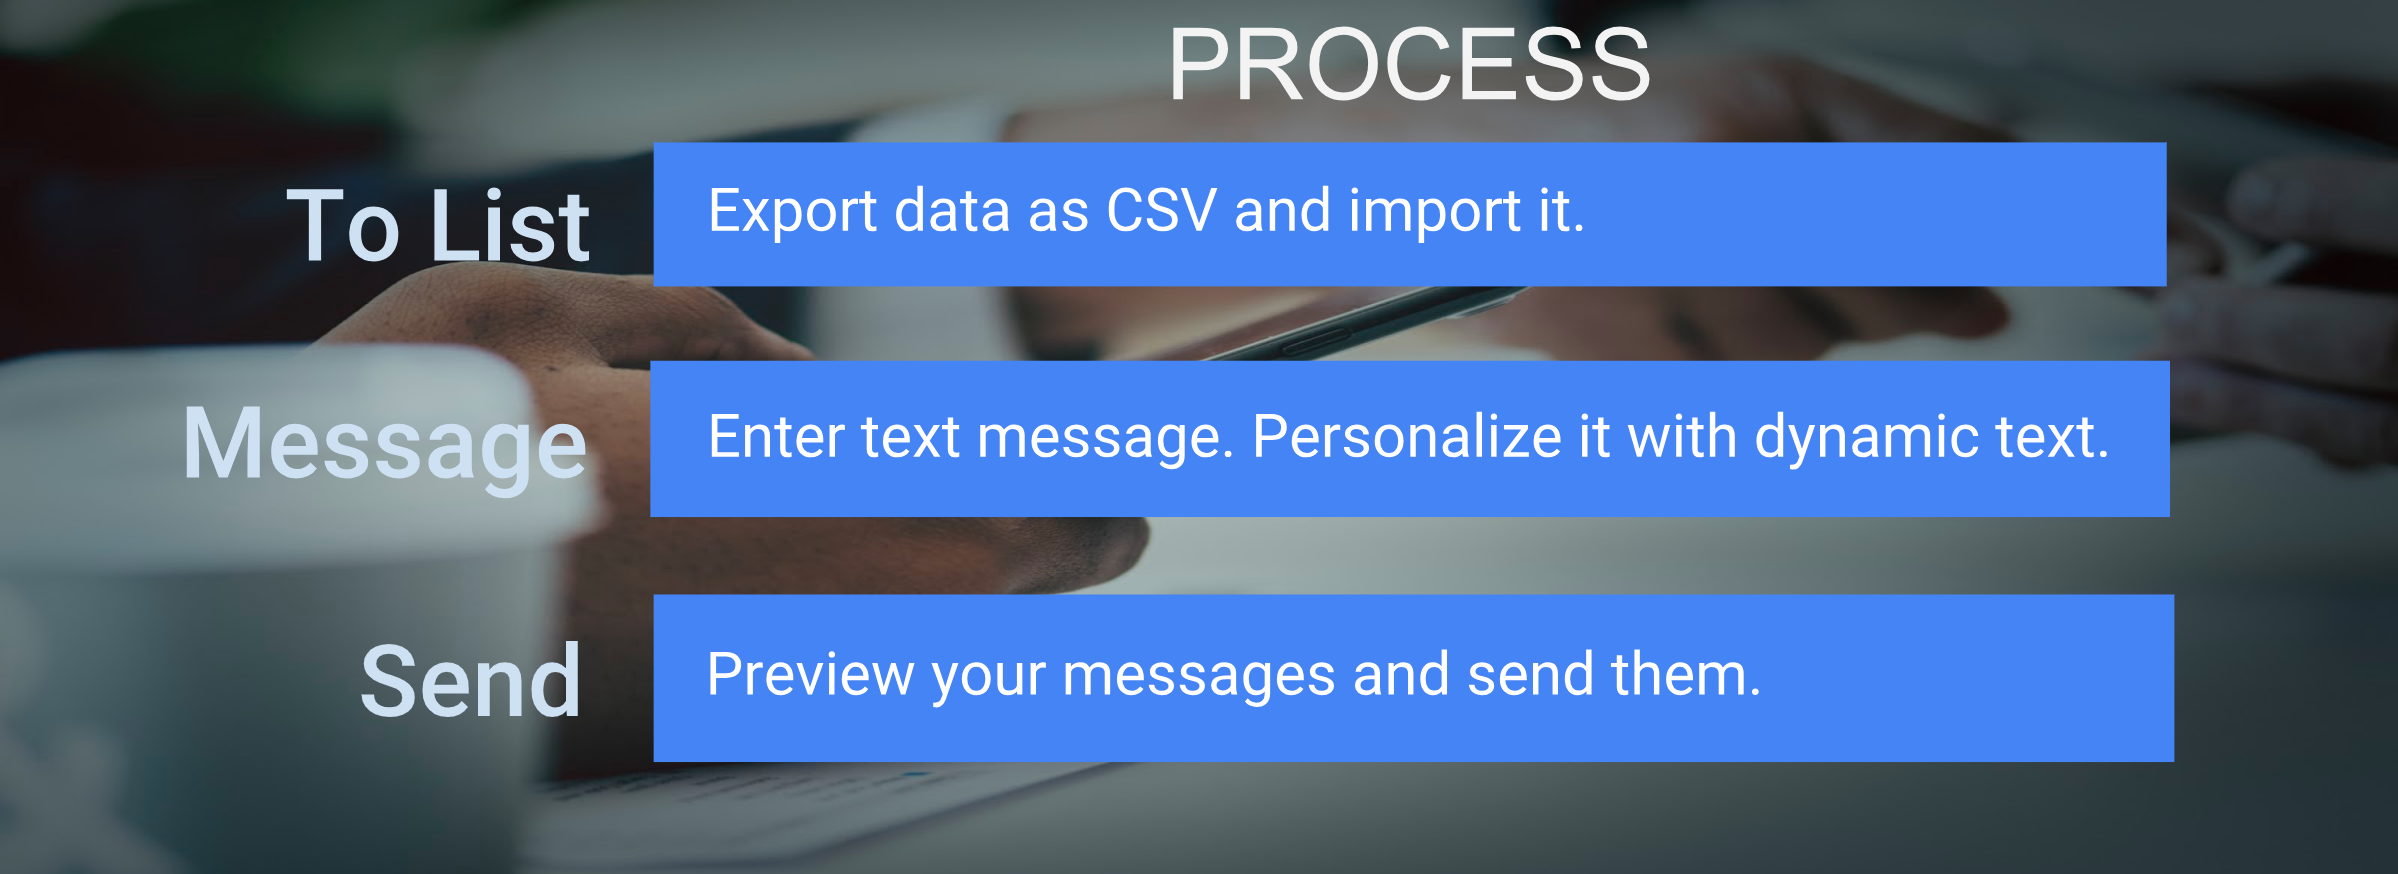 PROCESS
To List
Export data as CSV and import it.
Message
Enter text message. Personalize it with dynamic text.
Send
Preview your messages and send them.